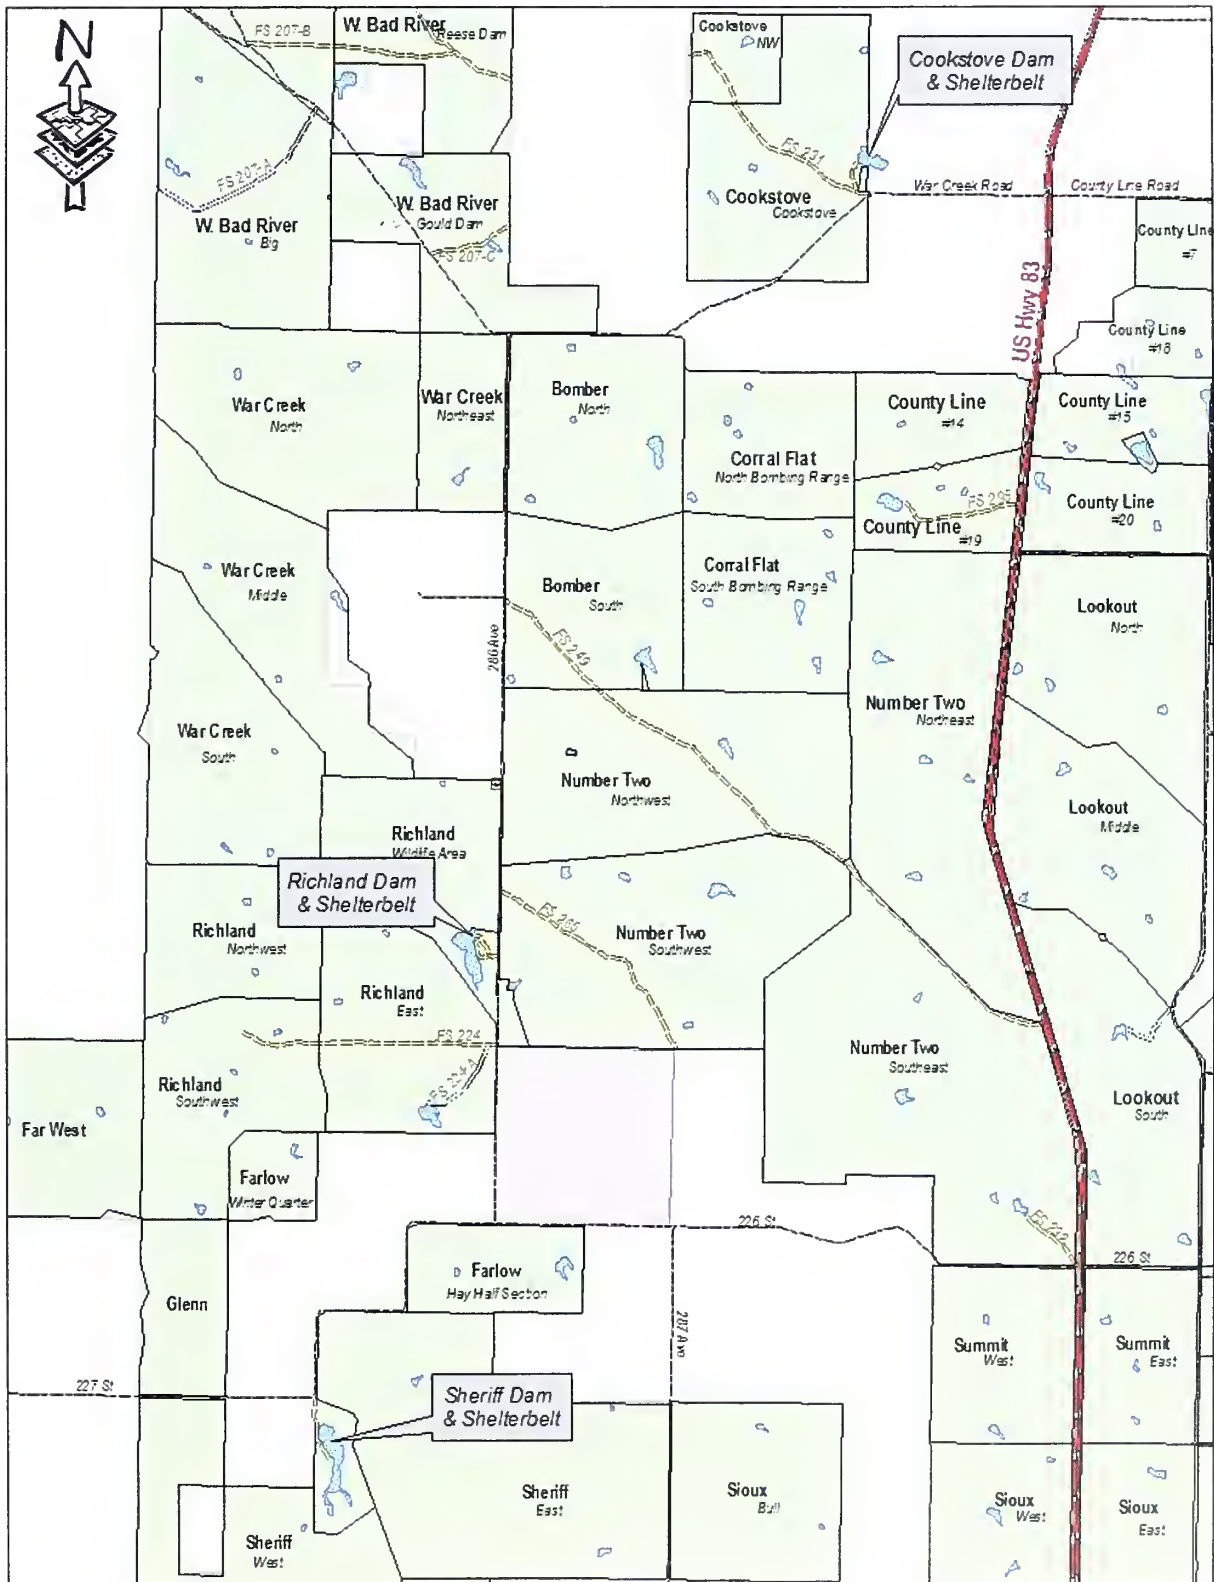 N
FS 207-B
W. Bad River
Reese Dam
Cookstove
NW
Cookstove Dam
& Shelterbelt
FS 207-A
W. Bad River
Big
W. Bad River
Gould Dam
FS 207-C
FS 231
Cookstove
Cookstove
War Creek Road
County Line Road
County Line
#7
US Hwy 83
County Line
#18
War Creek
North
War Creek
Northeast
Bomber
North
County Line
#14
County Line
#15
Corral Flat
North Bombing Range
County Line
#19
County Line
#20
War Creek
Middle
Bomber
South
Corral Flat
South Bombing Range
Lookout
North
286 Ave
FS 249
War Creek
South
Number Two
Northeast
Number Two
Northwest
Lookout
Middle
Richland
Wildlife Area
Richland Dam
& Shelterbelt
FS 265
Richland
Northwest
Number Two
Southwest
Richland
East
FS 224
FS 224-A
Number Two
Southeast
Richland
Southwest
Lookout
South
Far West
Farlow
Winter Quarter
FS 242
226 St
226 St
Farlow
Hay Half Section
Glenn
287 Ave
Summit
West
Summit
East
227 St
Sheriff Dam
& Shelterbelt
Sheriff
East
Sioux
Bull
Sioux
West
Sioux
East
Sheriff
West